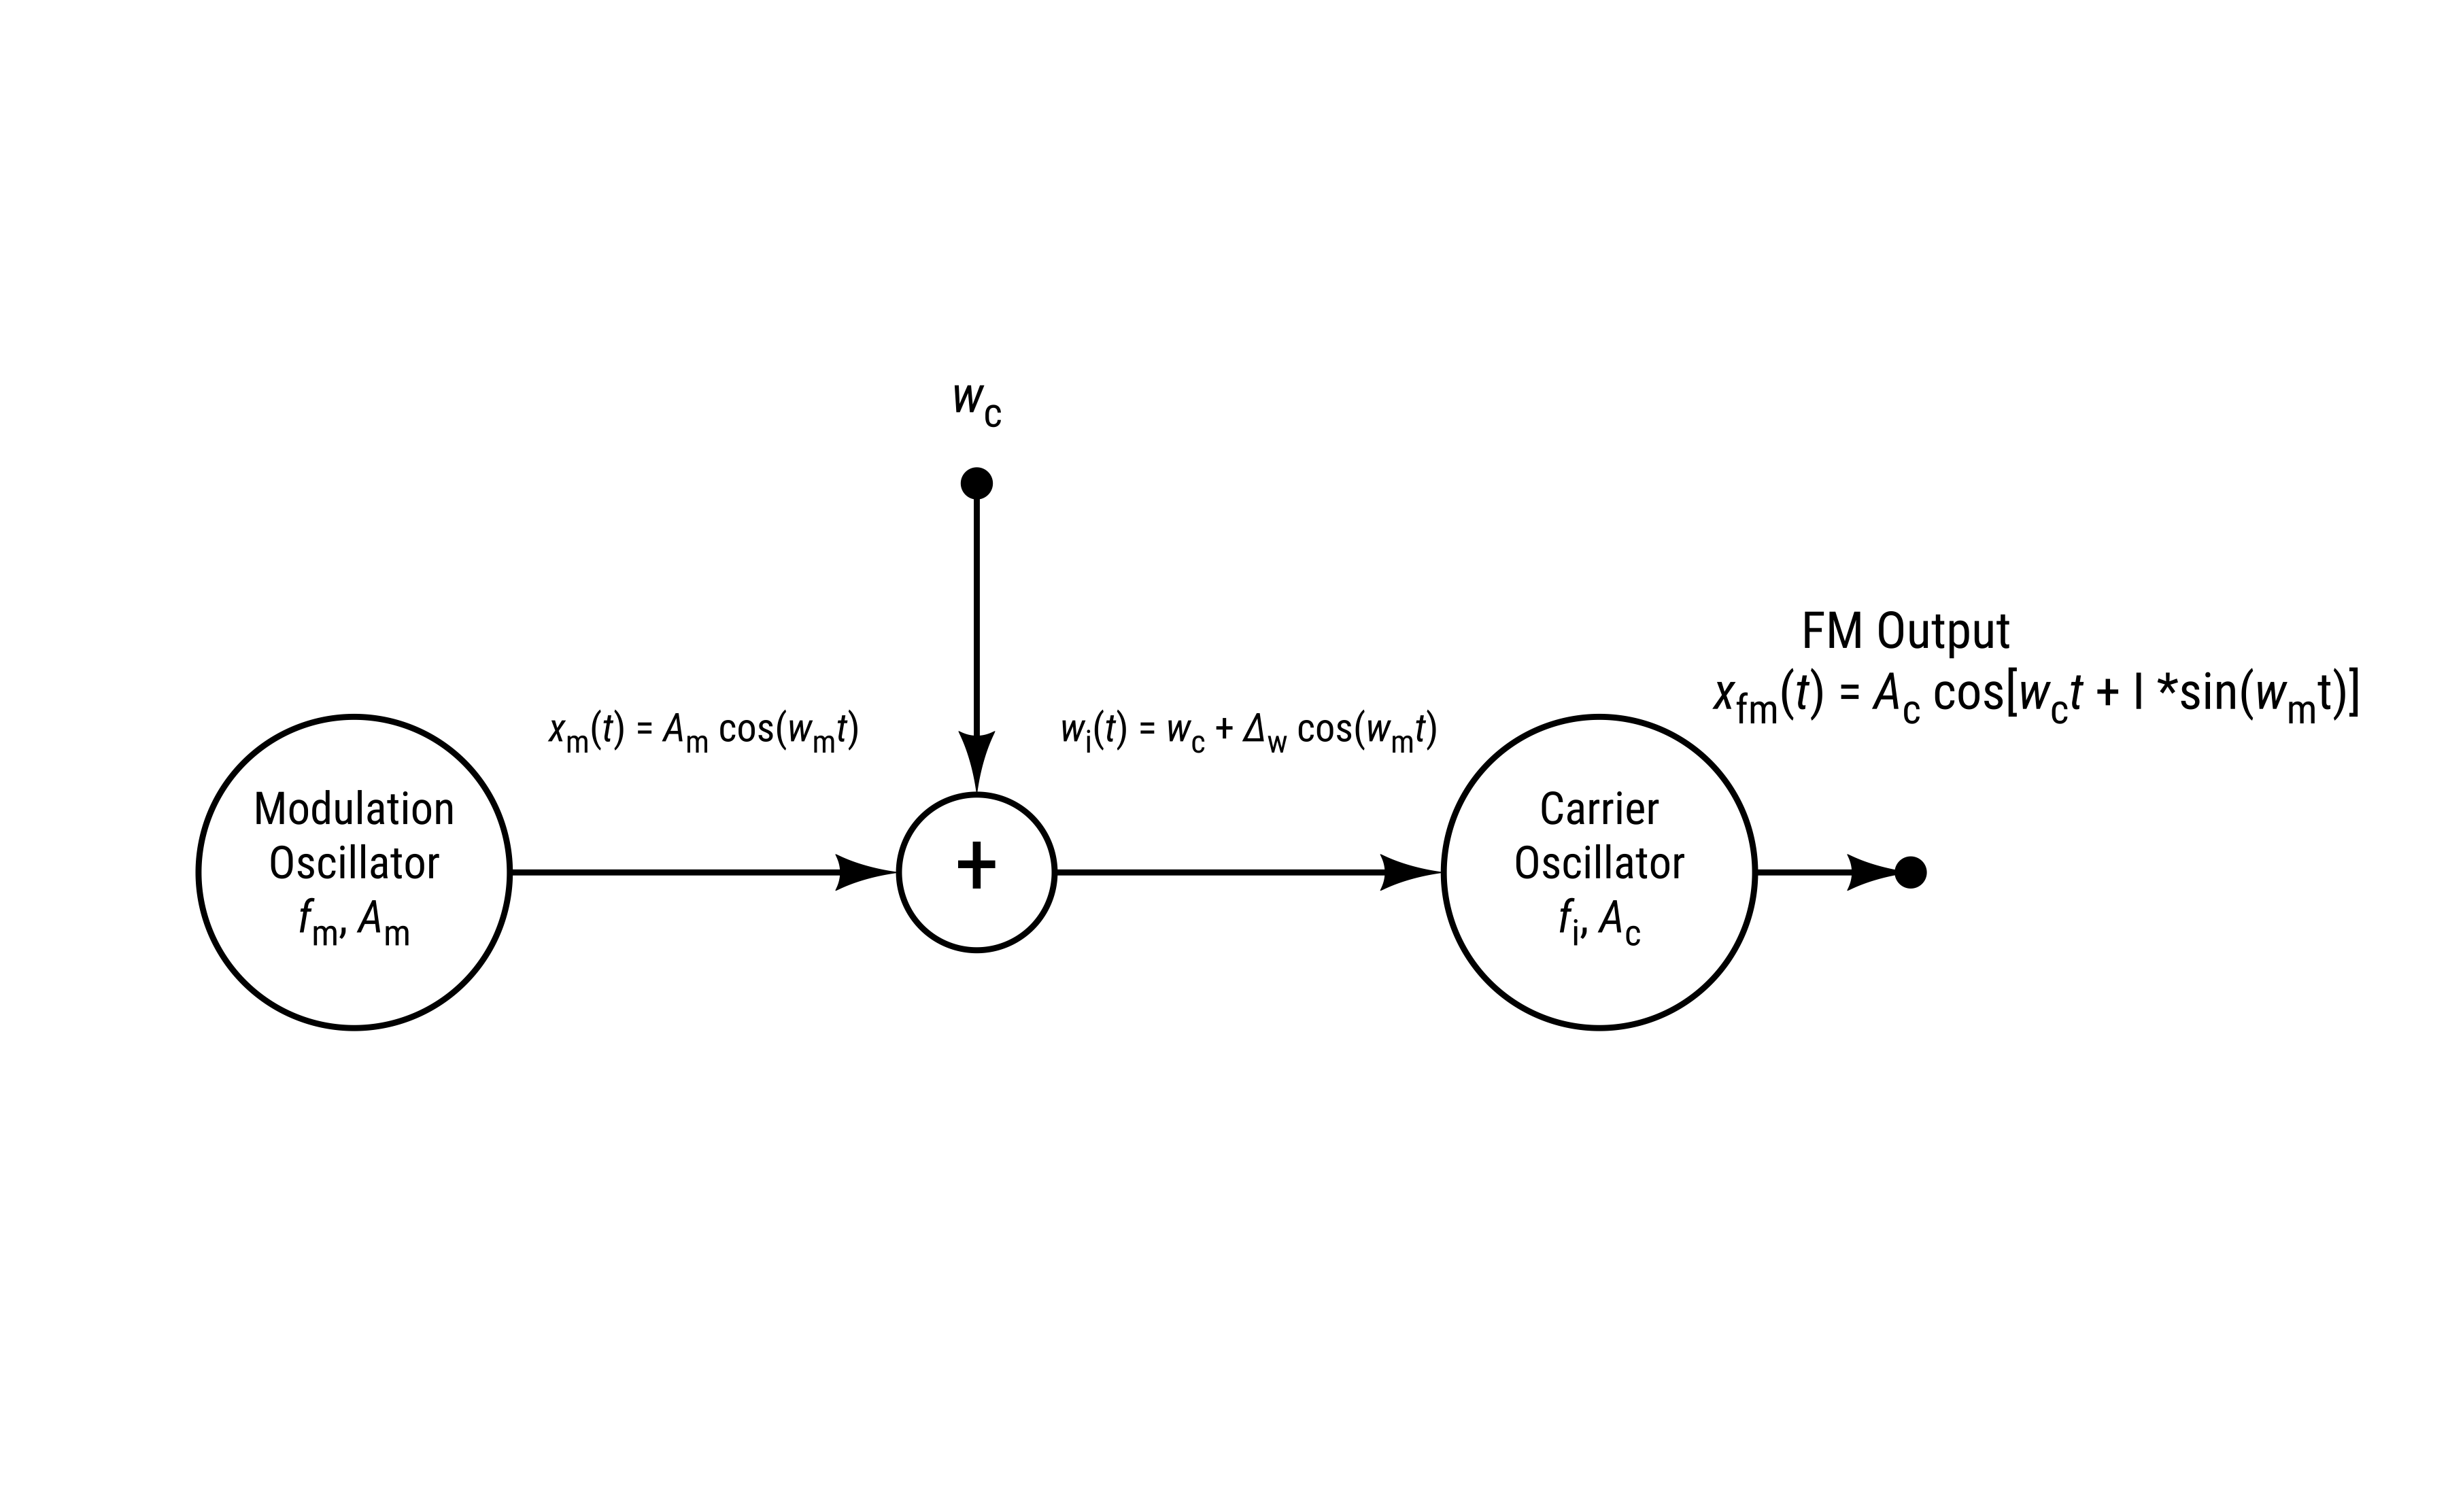 w_c
FM Output
x_fm(t) = A_c cos[w_c t + I *sin(w_m t)]
x_m(t) = A_m cos(w_m t)
w_i(t) = w_c + Δ_w cos(w_m t)
Modulation
Oscillator
f_m, A_m
+
Carrier
Oscillator
f_i, A_c